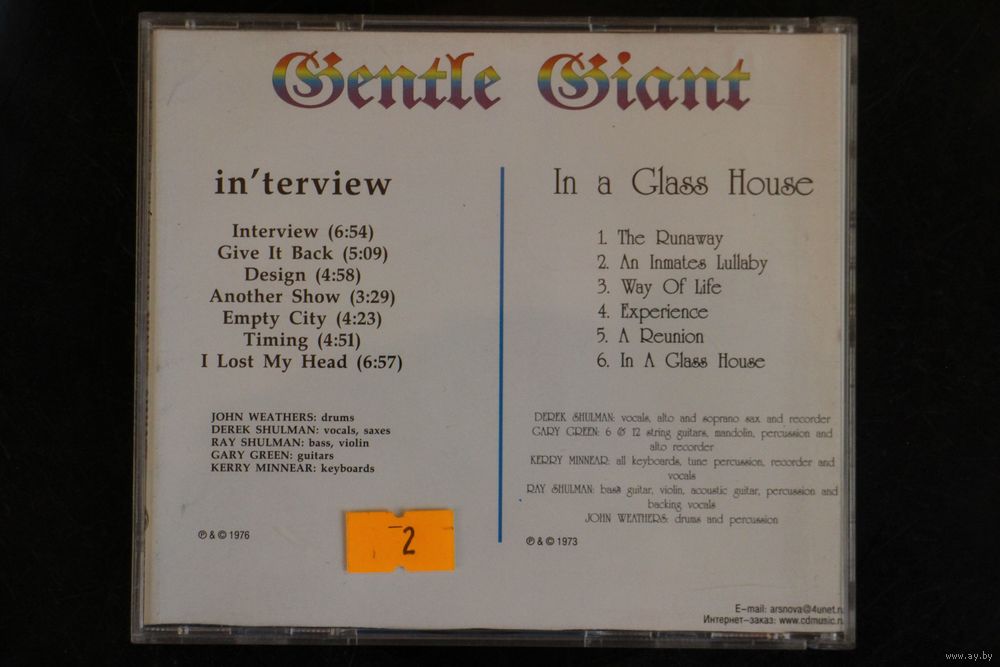 Gentle Giant
in'terview
Interview (6:54)
Give It Back (5:09)
Design (4:58)
Another Show (3:29)
Empty City (4:23)
Timing (4:51)
I Lost My Head (6:57)
JOHN WEATHERS: drums
DEREK SHULMAN: vocals, saxes
RAY SHULMAN: bass, violin
GARY GREEN: guitars
KERRY MINNEAR: keyboards
℗ & © 1976
2
In a Glass House
1. The Runaway
2. An Inmates Lullaby
3. Way Of Life
4. Experience
5. A Reunion
6. In A Glass House
DEREK SHULMAN: vocals, alto and soprano sax and recorder
GARY GREEN: 6 & 12 string guitars, mandolin, percussion and
alto recorder
KERRY MINNEAR: all keyboards, tune percussion, recorder and
vocals
RAY SHULMAN: bass guitar, violin, acoustic guitar, percussion and
backing vocals
JOHN WEATHERS: drums and percussion
℗ & © 1973
E-mail: arsnova@4unet.r
Интернет-заказ: www.cdmusic.r
www.ay.by